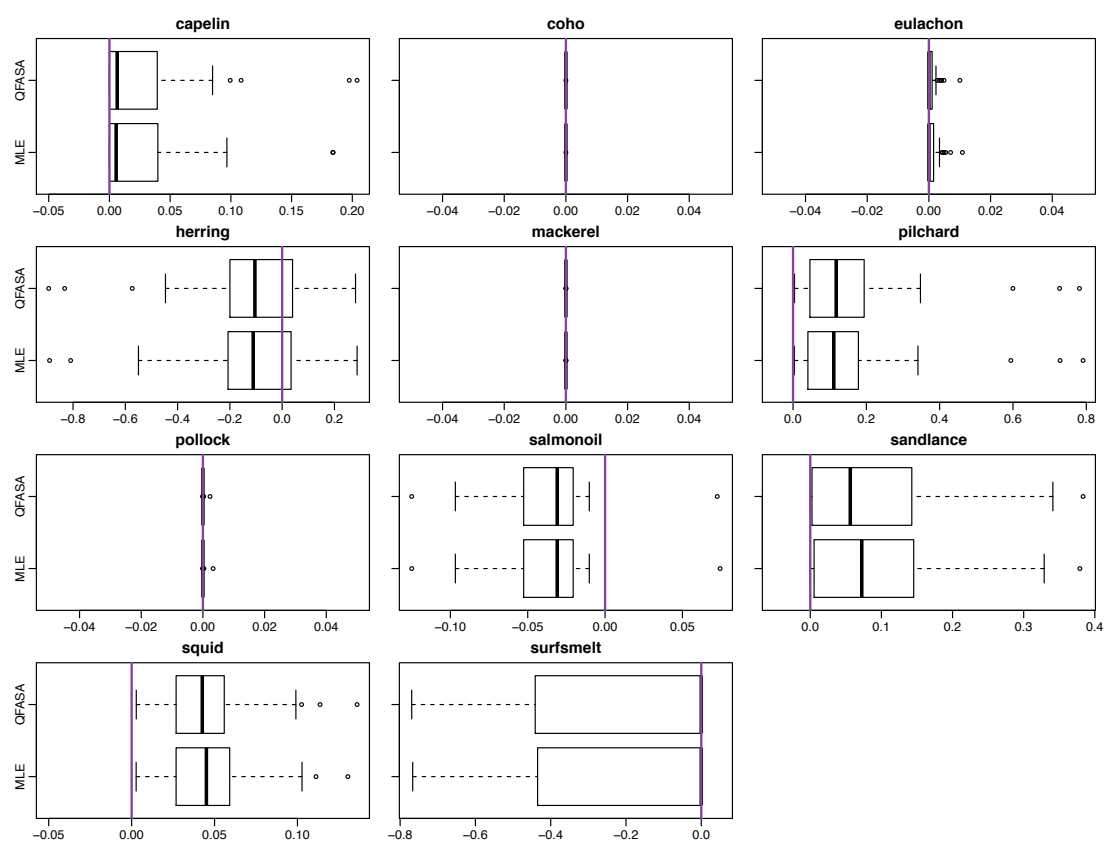 capelin coho eulachon
QFASA
MLE
−0.05 0.00 0.05 0.10 0.15 0.20 −0.04 −0.02 0.00 0.02 0.04 −0.04 −0.02 0.00 0.02 0.04
herring mackerel pilchard
QFASA
MLE
−0.8 −0.6 −0.4 −0.2 0.0 0.2 −0.04 −0.02 0.00 0.02 0.04 0.0 0.2 0.4 0.6 0.8
pollock salmonoil sandlance
QFASA
MLE
−0.04 −0.02 0.00 0.02 0.04 −0.10 −0.05 0.00 0.05 0.0 0.1 0.2 0.3 0.4
squid surfsmelt
QFASA
MLE
−0.05 0.00 0.05 0.10 −0.8 −0.6 −0.4 −0.2 0.0